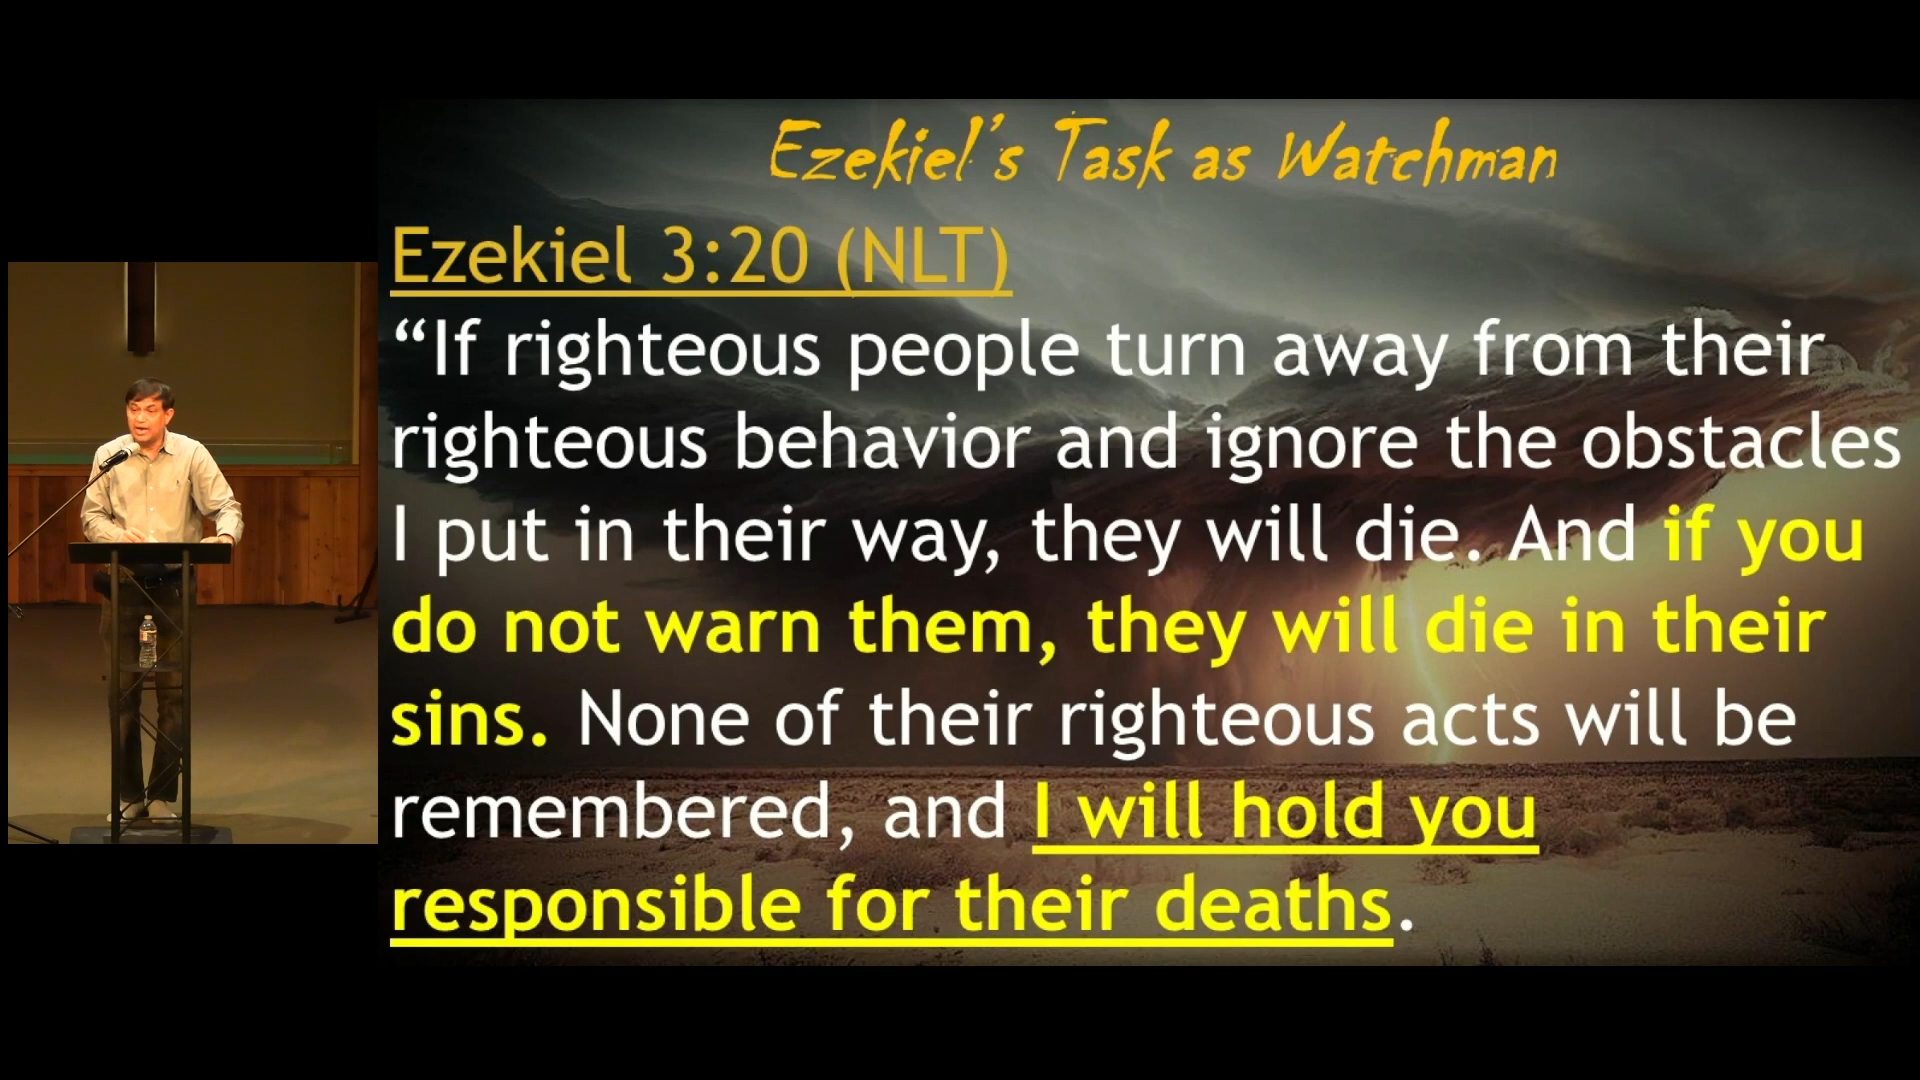 Ezekiel's Task as Watchman
Ezekiel 3:20 (NLT)
“If righteous people turn away from their
righteous behavior and ignore the obstacles
I put in their way, they will die. And if you
do not warn them, they will die in their
sins. None of their righteous acts will be
remembered, and I will hold you
responsible for their deaths.